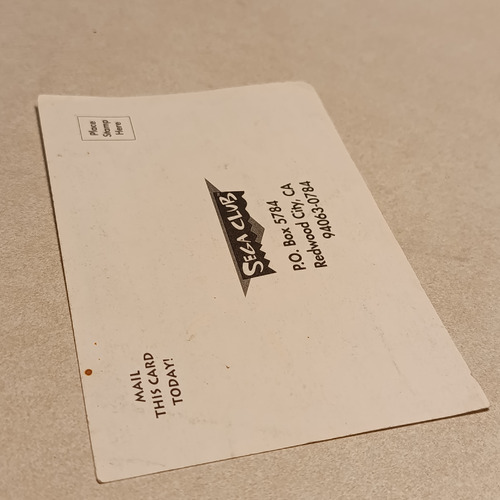 MAIL
THIS CARD
TODAY!
Place
Stamp
Here
SEGA CLUB
P.O. Box 5784
Redwood City, CA
94063-0784